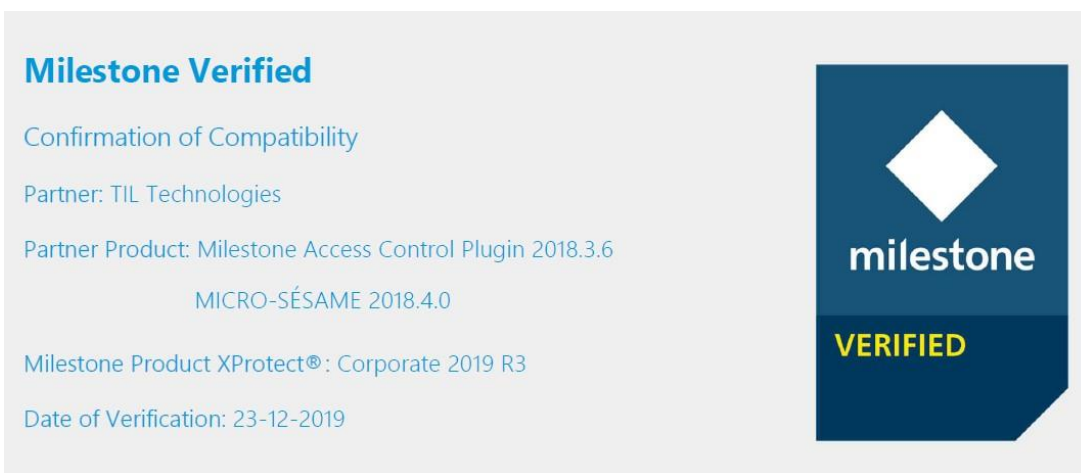 Milestone Verified
Confirmation of Compatibility
Partner: TIL Technologies
Partner Product: Milestone Access Control Plugin 2018.3.6
MICRO-SÉSAME 2018.4.0
Milestone Product XProtect® : Corporate 2019 R3
Date of Verification: 23-12-2019
milestone
VERIFIED